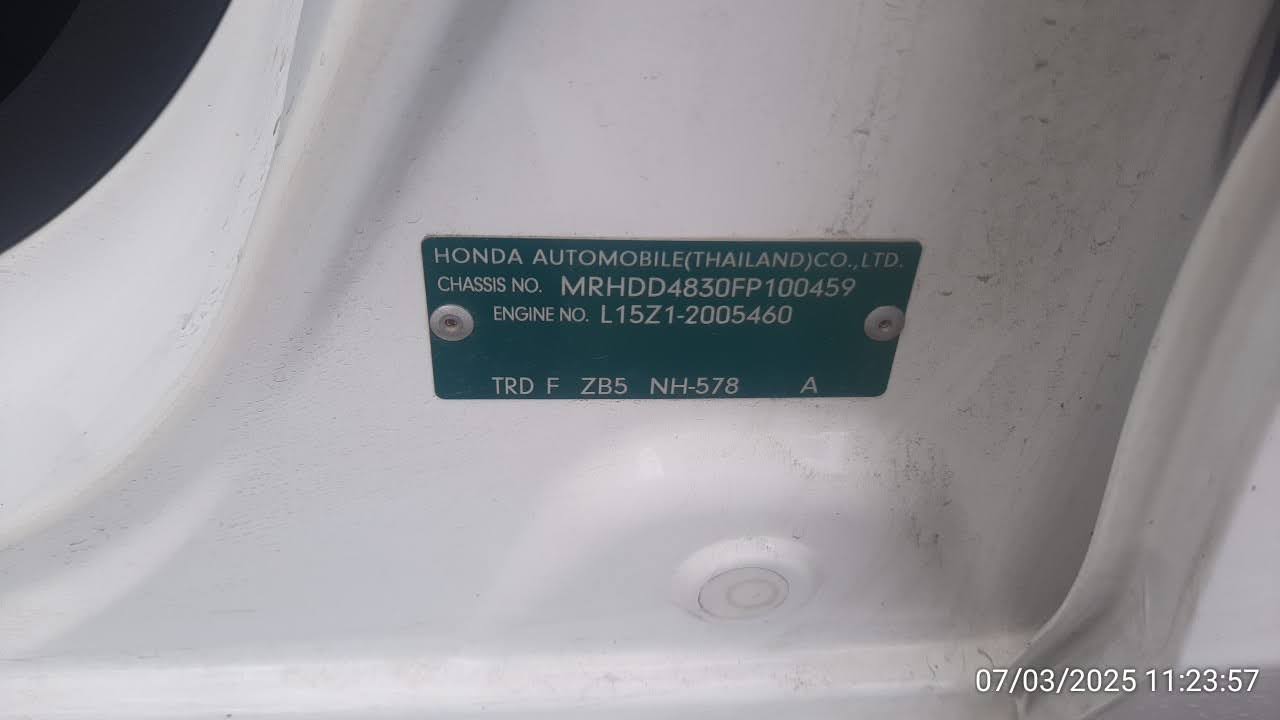 HONDA AUTOMOBILE(THAILAND)CO.,LTD.
CHASSIS NO. MRHDD4830FP100459
ENGINE NO. L15Z1-2005460
TRD F ZB5 NH-578 A
07/03/2025 11:23:57